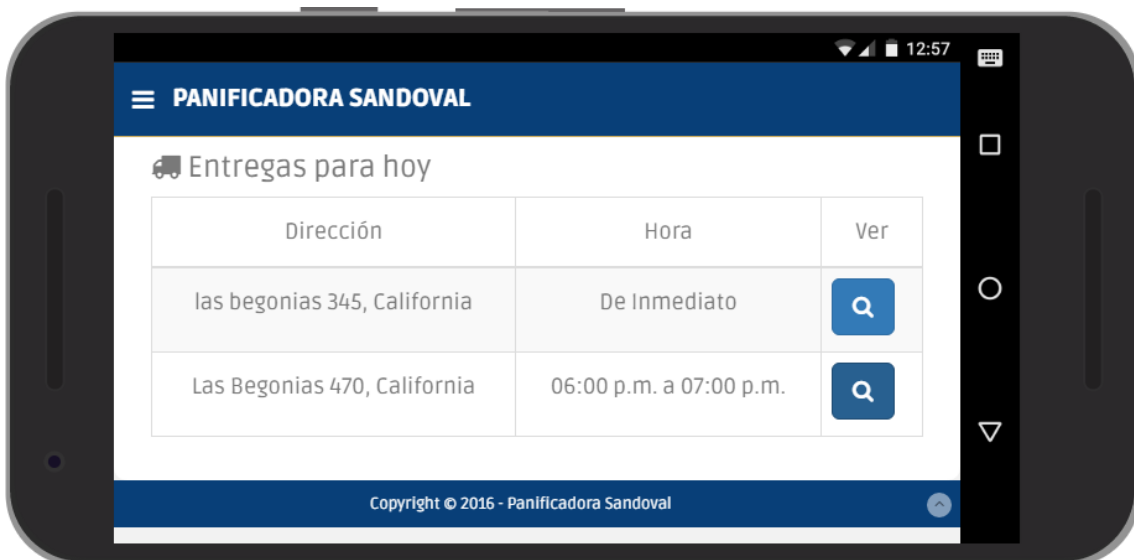 12:57
PANIFICADORA SANDOVAL
Entregas para hoy
Dirección Hora Ver
las begonias 345, California De Inmediato
Las Begonias 470, California 06:00 p.m. a 07:00 p.m.
Copyright © 2016 - Panificadora Sandoval